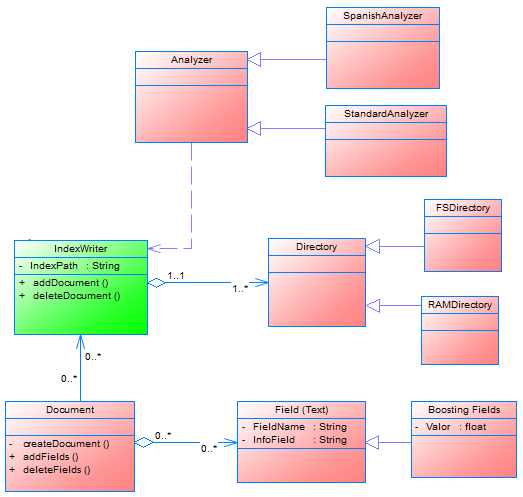 SpanishAnalyzer
Analyzer
StandardAnalyzer
FSDirectory
IndexWriter
- IndexPath : String
+ addDocument ()
+ deleteDocument ()
1..1
1..*
Directory
RAMDirectory
0..*
0..*
Document
- createDocument ()
+ addFields ()
+ deleteFields ()
0..*
0..*
Field (Text)
- FieldName : String
- InfoField : String
Boosting Fields
- Valor : float